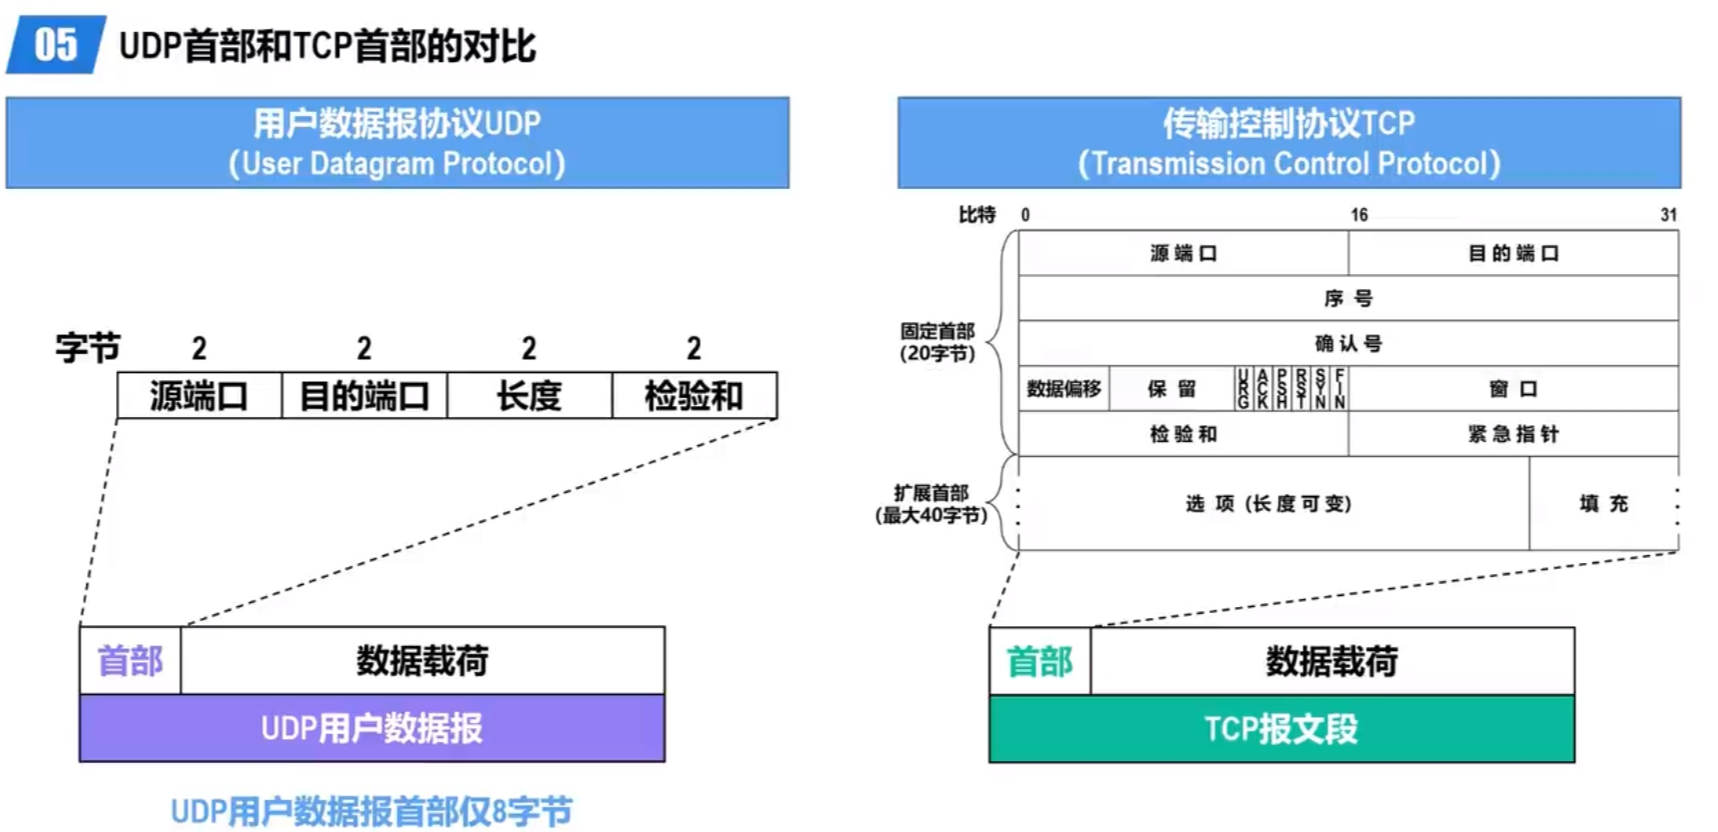 05 UDP首部和TCP首部的对比
用户数据报协议UDP
(User Datagram Protocol)
字节 2 2 2 2
源端口 目的端口 长度 检验和
首部 数据载荷
UDP用户数据报
UDP用户数据报首部仅8字节
传输控制协议TCP
(Transmission Control Protocol)
比特 0 16 31
源端口 目的端口
序号
确认号
固定首部
(20字节)
数据偏移 保留 URG ACK PSH RST SYN FIN 窗口
检验和 紧急指针
扩展首部
(最大40字节)
选项 (长度可变) 填充
首部 数据载荷
TCP报文段